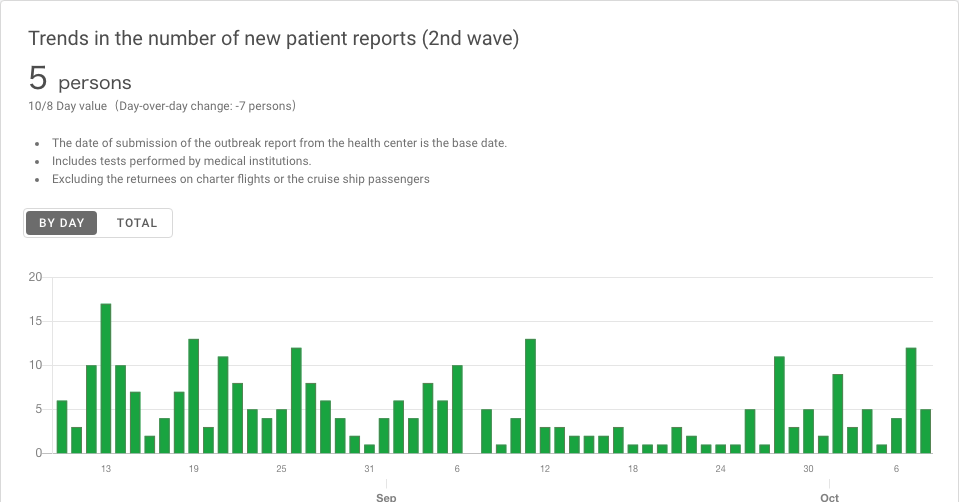 Trends in the number of new patient reports (2nd wave)
5 persons
10/8 Day value (Day-over-day change: -7 persons)
The date of submission of the outbreak report from the health center is the base date.
Includes tests performed by medical institutions.
Excluding the returnees on charter flights or the cruise ship passengers
BY DAY TOTAL
20
15
10
5
0
13 19 25 31 6 12 18 24 30 6
Sep Oct